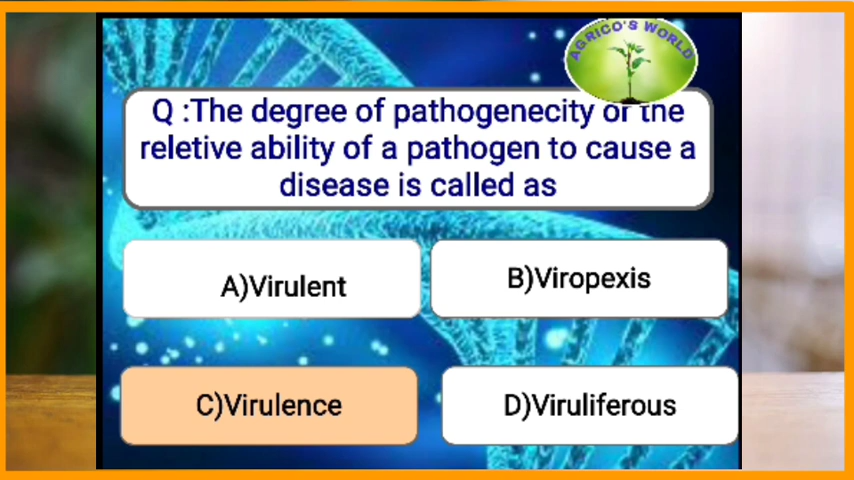 AGRICO'S WORLD
Q :The degree of pathogenecity or the
reletive ability of a pathogen to cause a
disease is called as
A)Virulent
B)Viropexis
C)Virulence
D)Viruliferous